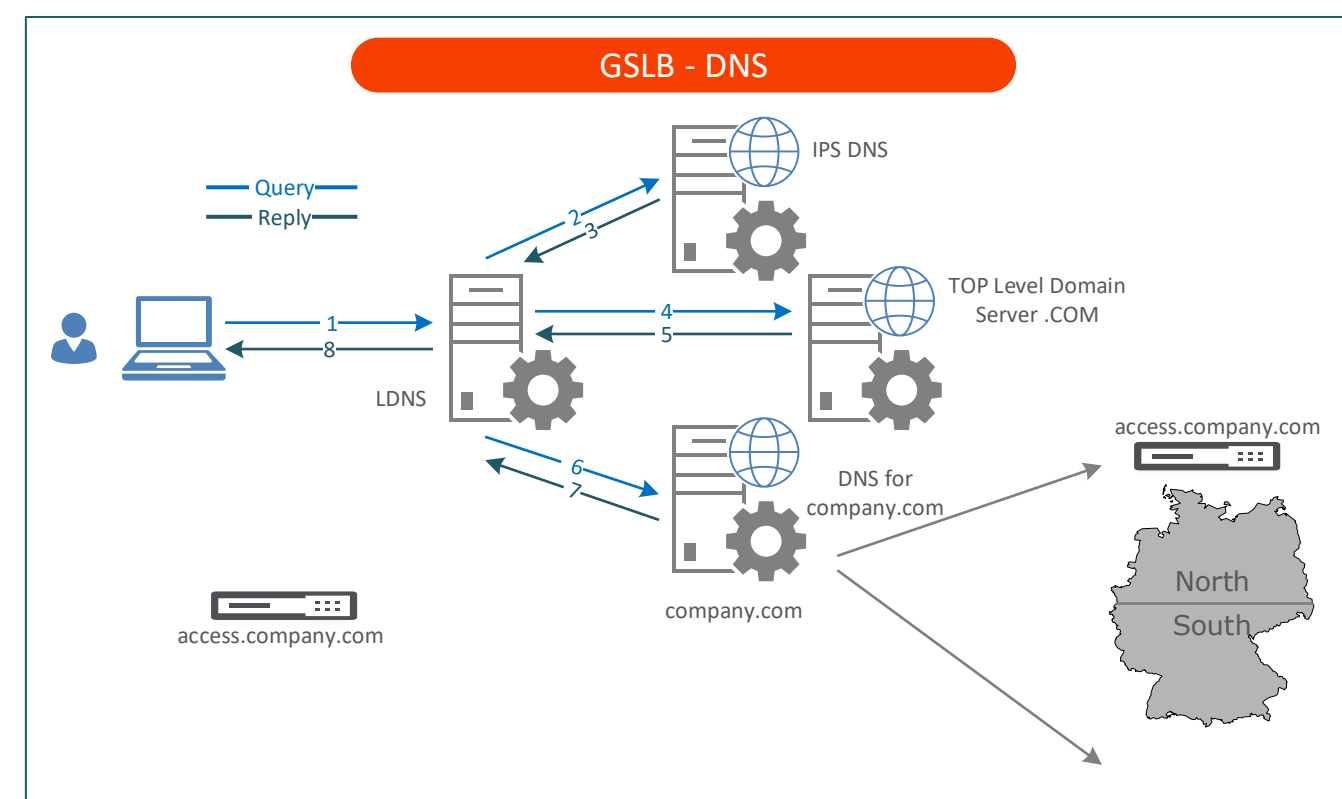 GSLB - DNS
IPS DNS
Query
2
Reply
3
TOP Level Domain
Server .COM
1
4
8
5
LDNS
access.company.com
6
7
DNS for
company.com
North
South
company.com
access.company.com